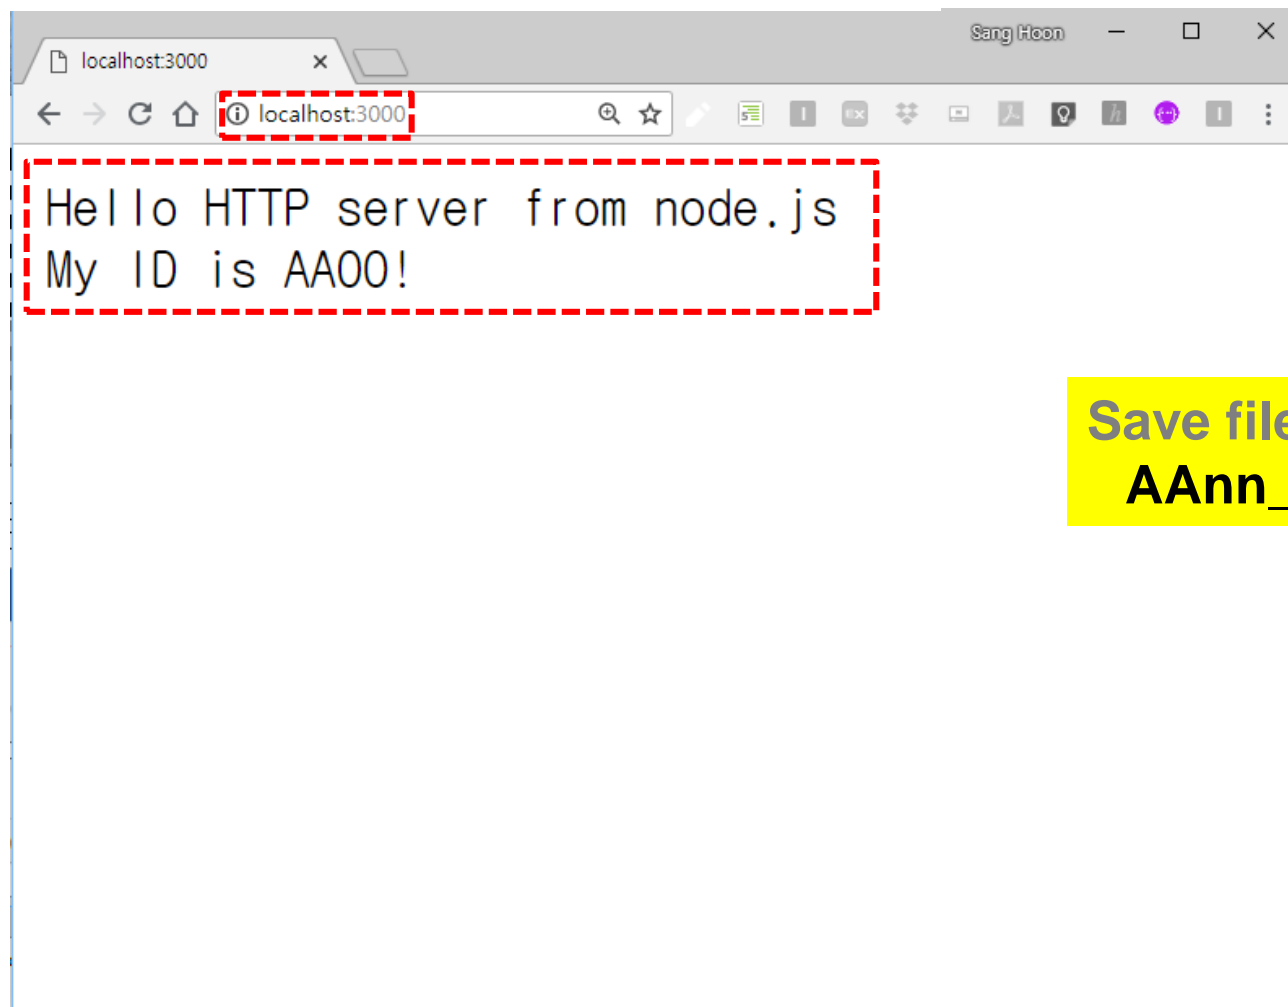 Sang Hoon
localhost:3000
localhost:3000
Hello HTTP server from node.js
My ID is AA00!
Save file
AAnn_